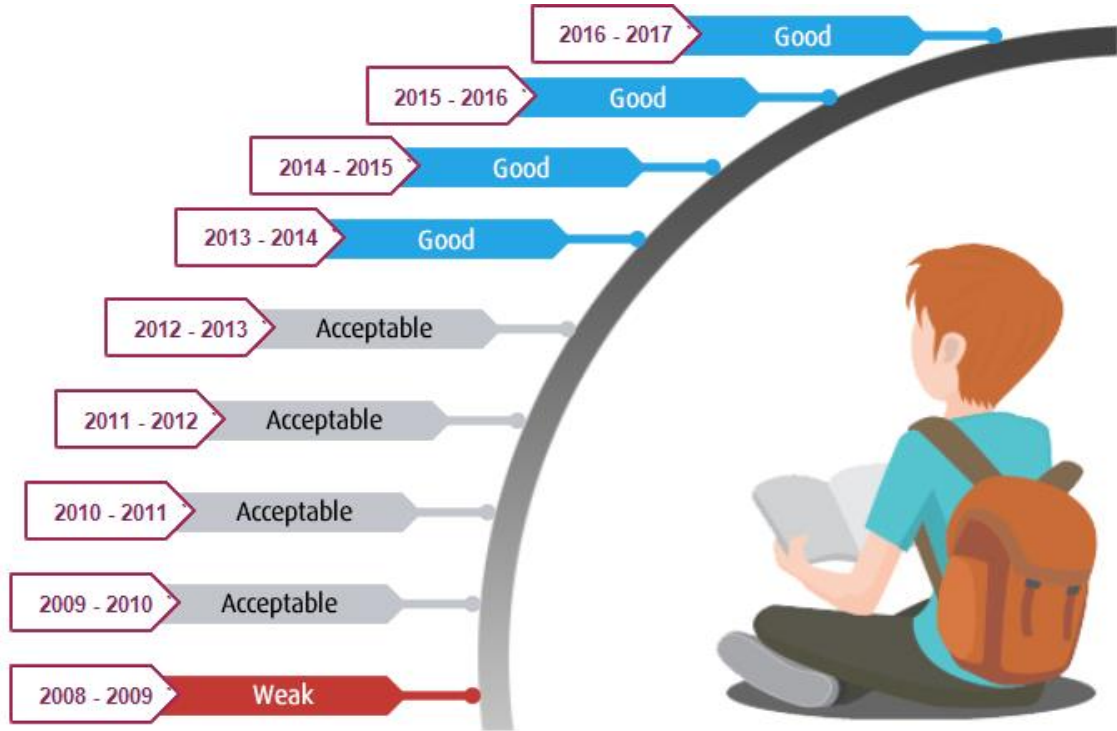 2016 - 2017 Good
2015 - 2016 Good
2014 - 2015 Good
2013 - 2014 Good
2012 - 2013 Acceptable
2011 - 2012 Acceptable
2010 - 2011 Acceptable
2009 - 2010 Acceptable
2008 - 2009 Weak